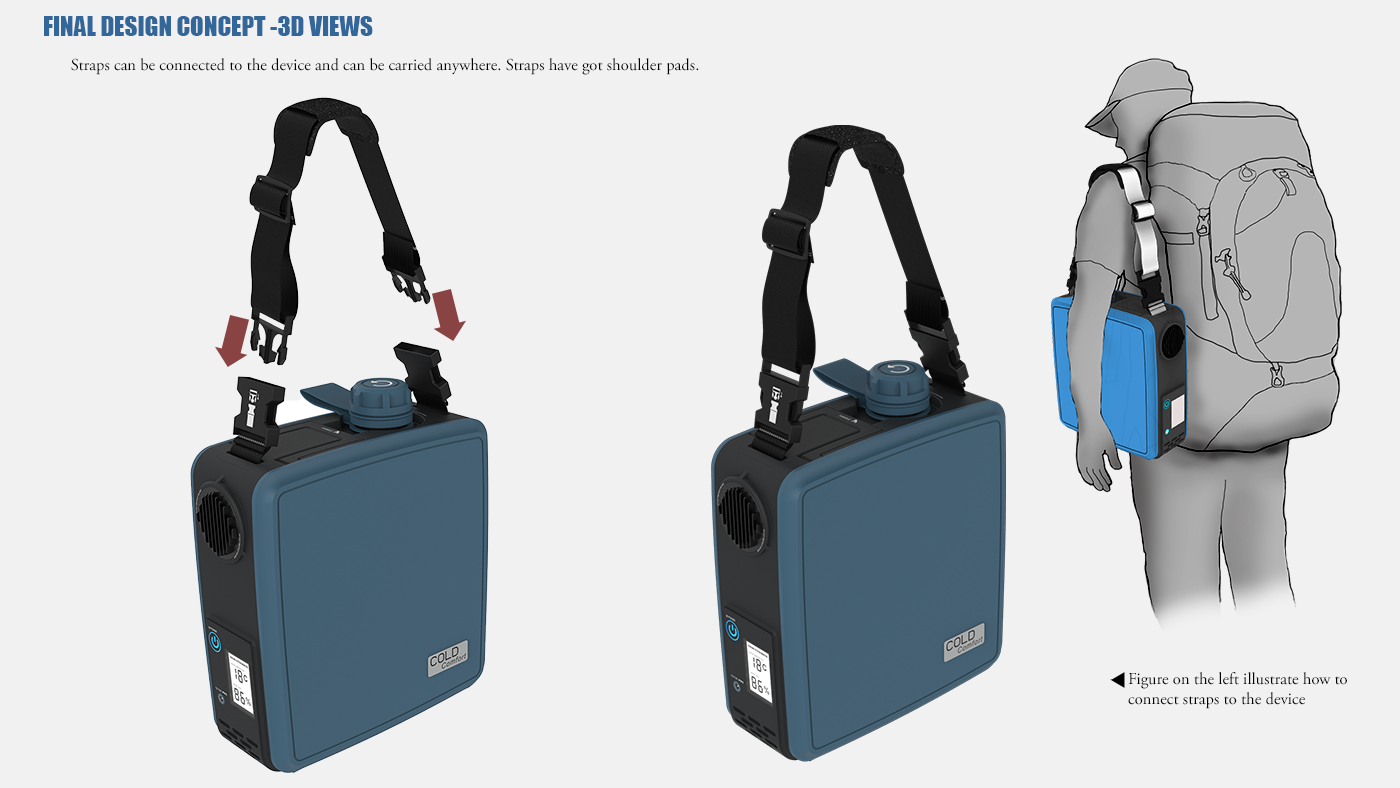 FINAL DESIGN CONCEPT -3D VIEWS
Straps can be connected to the device and can be carried anywhere. Straps have got shoulder pads.
18c
86%
COLD
Comfort
18c
86%
COLD
Comfort
Figure on the left illustrate how to
connect straps to the device